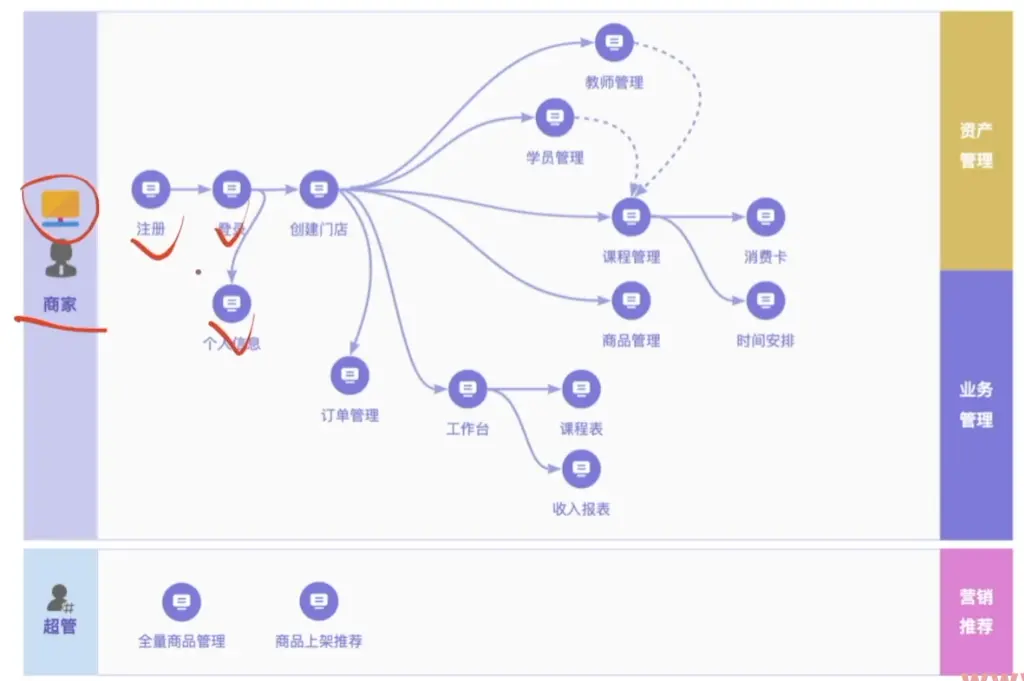 教师管理
学员管理
资产
管理
注册
登录
创建门店
课程管理
消费卡
商家
个人信息
商品管理
时间安排
订单管理
工作台
课程表
业务
管理
收入报表
超管
全量商品管理
商品上架推荐
营销
推荐